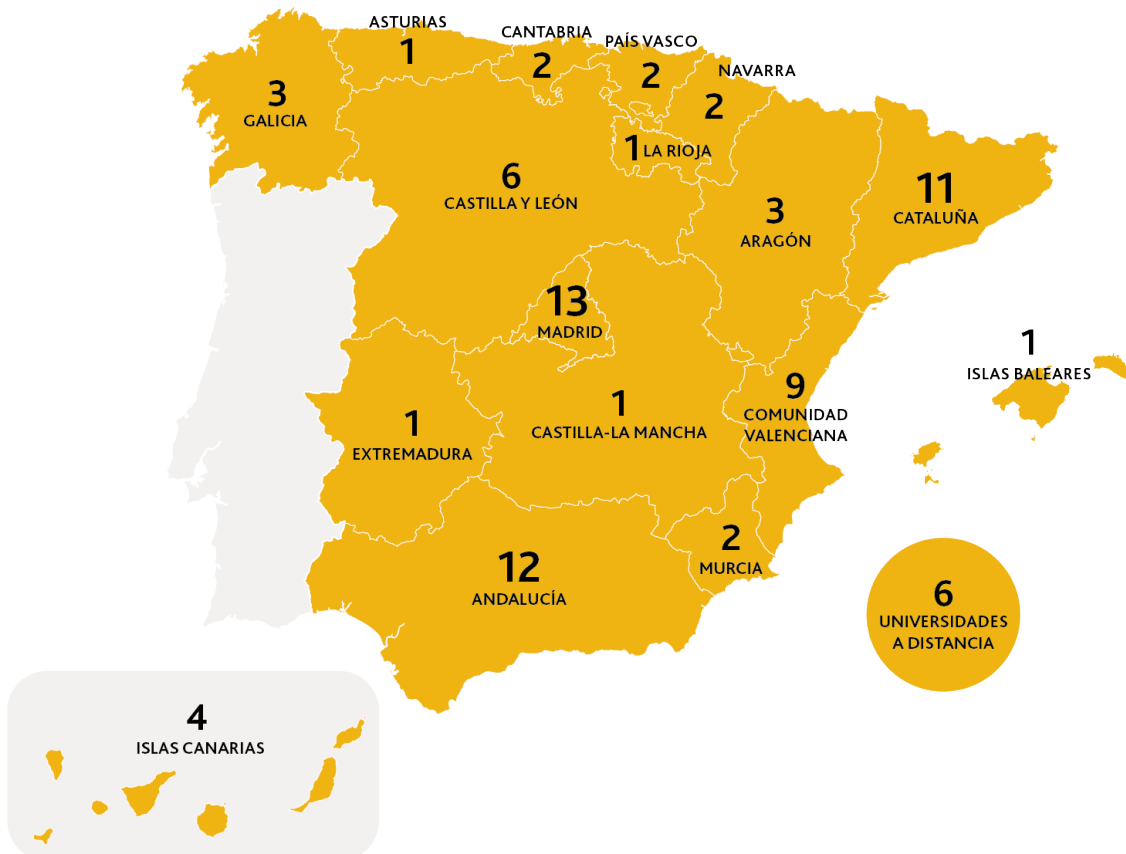 ASTURIAS
1
CANTABRIA
2
PAÍS VASCO
2
NAVARRA
2
3
GALICIA
1 LA RIOJA
6
CASTILLA Y LEÓN
11
CATALUÑA
3
ARAGÓN
13
MADRID
1
ISLAS BALEARES
9
COMUNIDAD
VALENCIANA
1
CASTILLA-LA MANCHA
1
EXTREMADURA
2
MURCIA
12
ANDALUCÍA
6
UNIVERSIDADES
A DISTANCIA
4
ISLAS CANARIAS